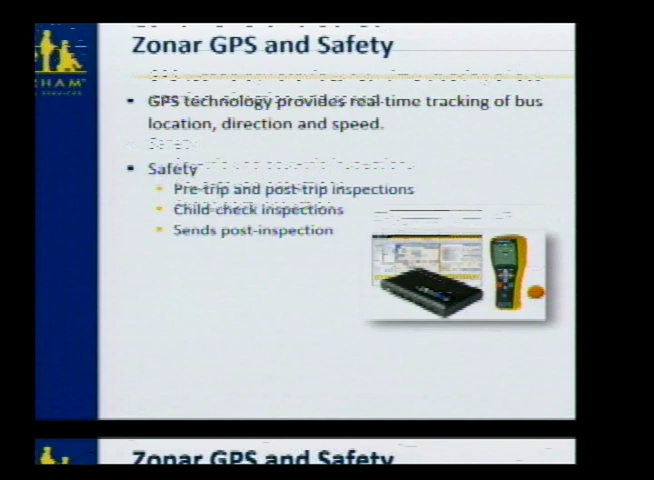 Zonar GPS and Safety
HAM
GPS technology provides real-time tracking of bus
location, direction and speed.
Safety
Pre-trip and post-trip inspections
Child check inspections
Sends post-inspection
Zonar GPS and Safety